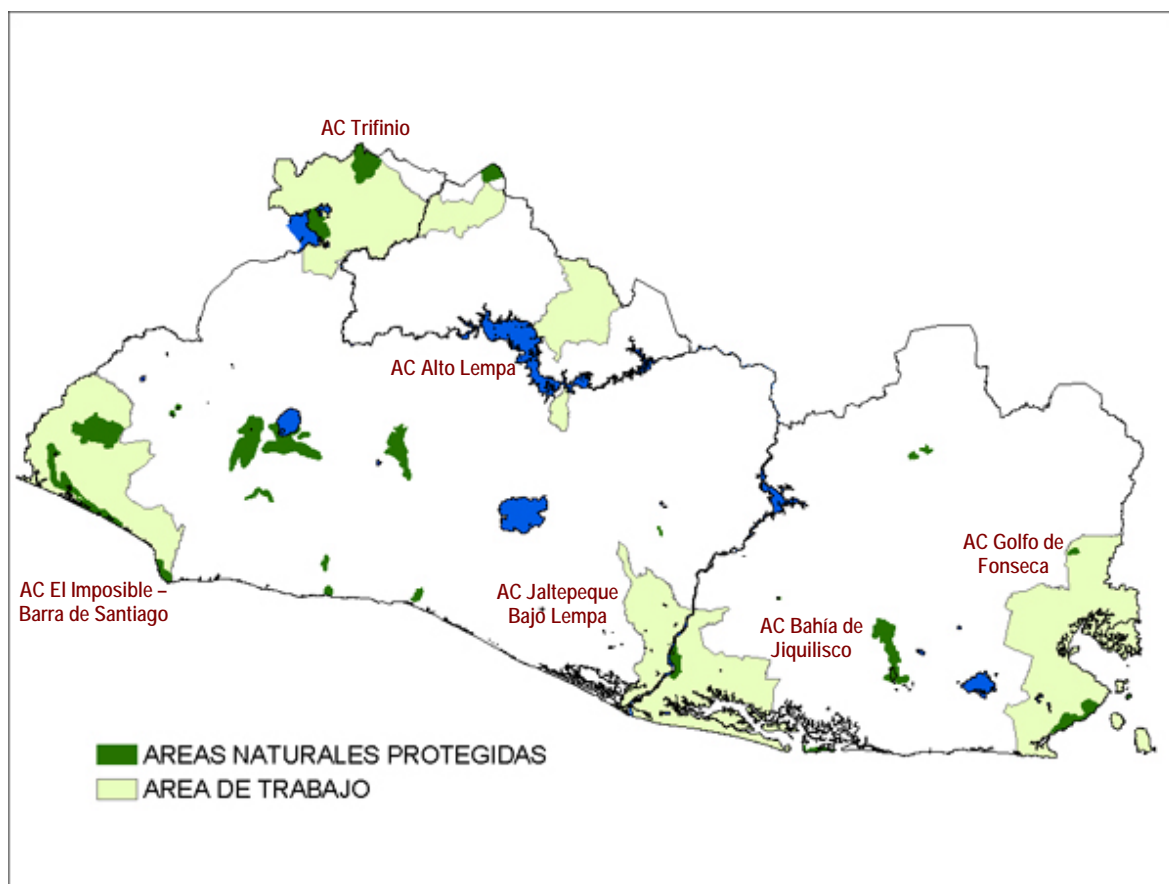 AC Trifinio
AC Alto Lempa
AC Golfo de
Fonseca
AC El Imposible –
Barra de Santiago
AC Jaltepeque
Bajo Lempa
AC Bahía de
Jiquilisco
AREAS NATURALES PROTEGIDAS
AREA DE TRABAJO